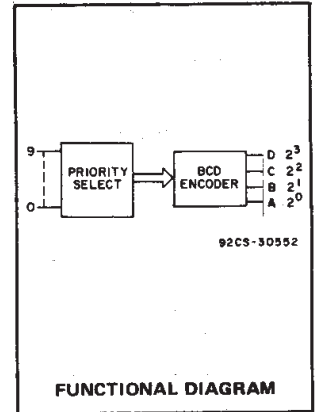 9
PRIORITY
SELECT
0
BCD
ENCODER
D 2³
C 2²
B 2¹
A 2⁰
92CS-30552
FUNCTIONAL DIAGRAM